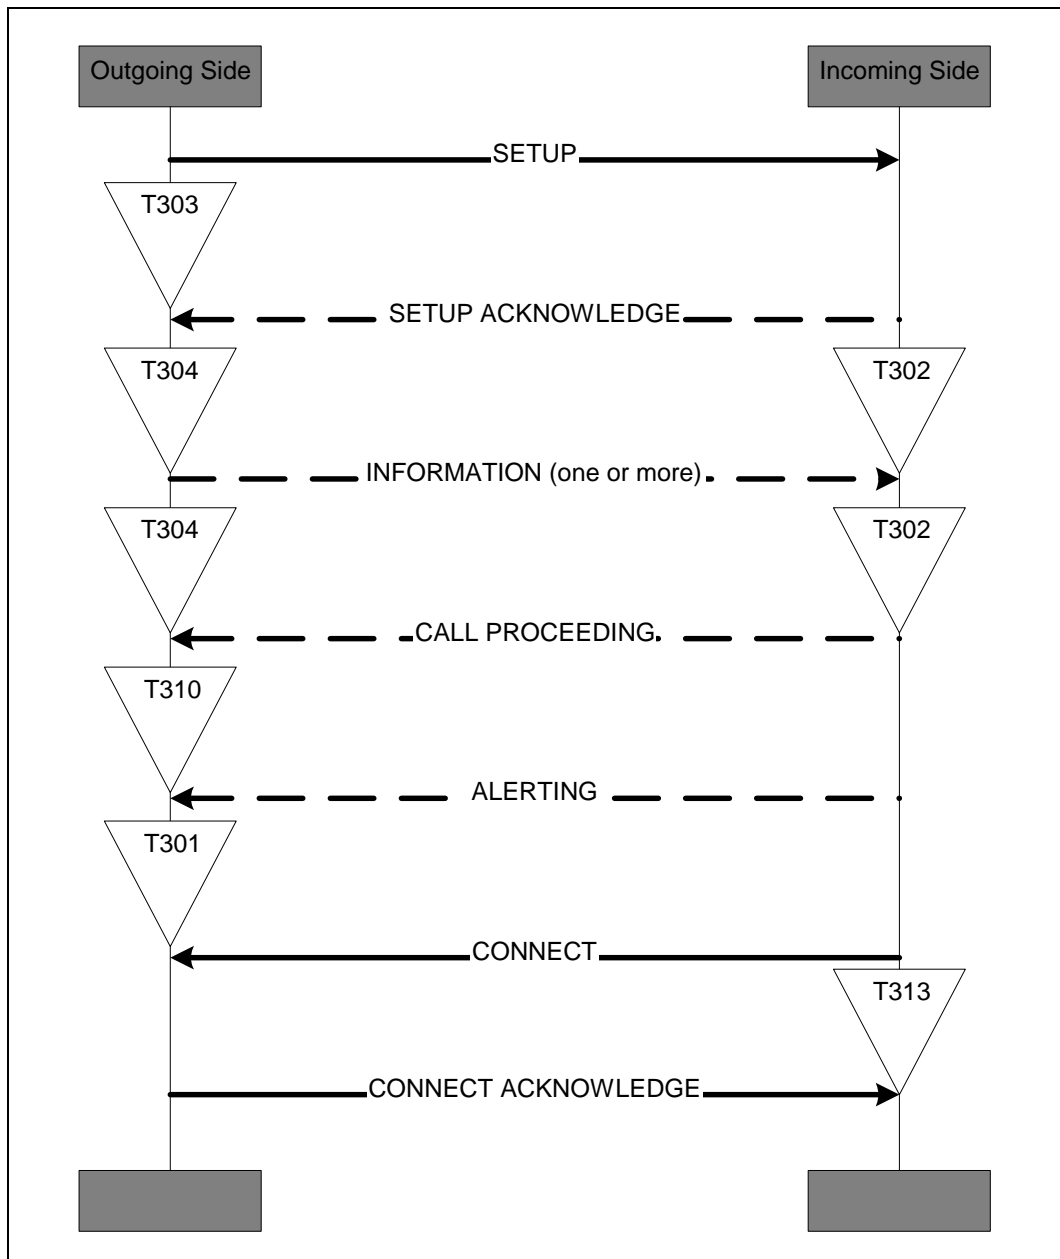 Outgoing Side
Incoming Side
SETUP
T303
SETUP ACKNOWLEDGE
T304
T302
INFORMATION (one or more)
T304
T302
CALL PROCEEDING
T310
ALERTING
T301
CONNECT
T313
CONNECT ACKNOWLEDGE